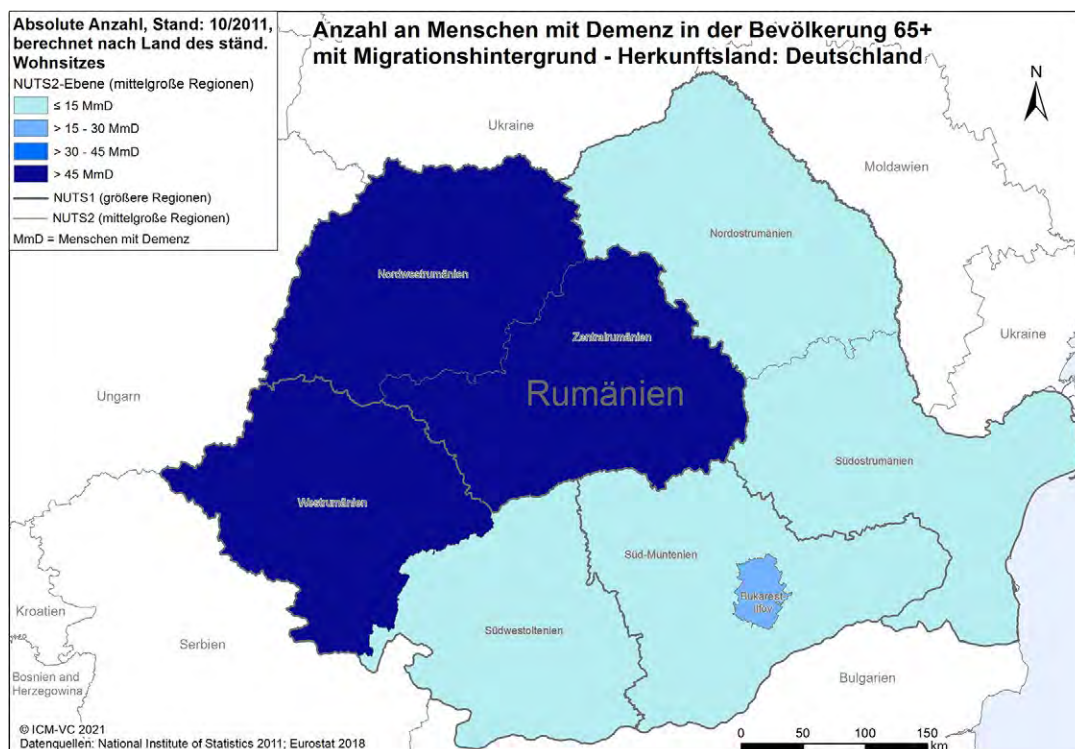 Absolute Anzahl, Stand: 10/2011,
berechnet nach Land des ständ.
Wohnsitzes
NUTS2-Ebene (mittelgroße Regionen)
≤ 15 MmD
> 15 - 30 MmD
> 30 - 45 MmD
> 45 MmD
NUTS1 (größere Regionen)
NUTS2 (mittelgroße Regionen)
MmD = Menschen mit Demenz
Anzahl an Menschen mit Demenz in der Bevölkerung 65+
mit Migrationshintergrund - Herkunftsland: Deutschland
N
Ukraine
Moldawien
Nordostrumänien
Nordwestrumänien
Zentralrumänien
Ukraine
Rumänien
Ungarn
Südostrumänien
Westrumänien
Süd-Muntenien
Bukarest
Ilfov
Kroatien
Südwestoltenien
Serbien
Bosnien and
Herzegowina
Bulgarien
© ICM-VC 2021
Datenquellen: National Institute of Statistics 2011; Eurostat 2018
0 50 100 150
km